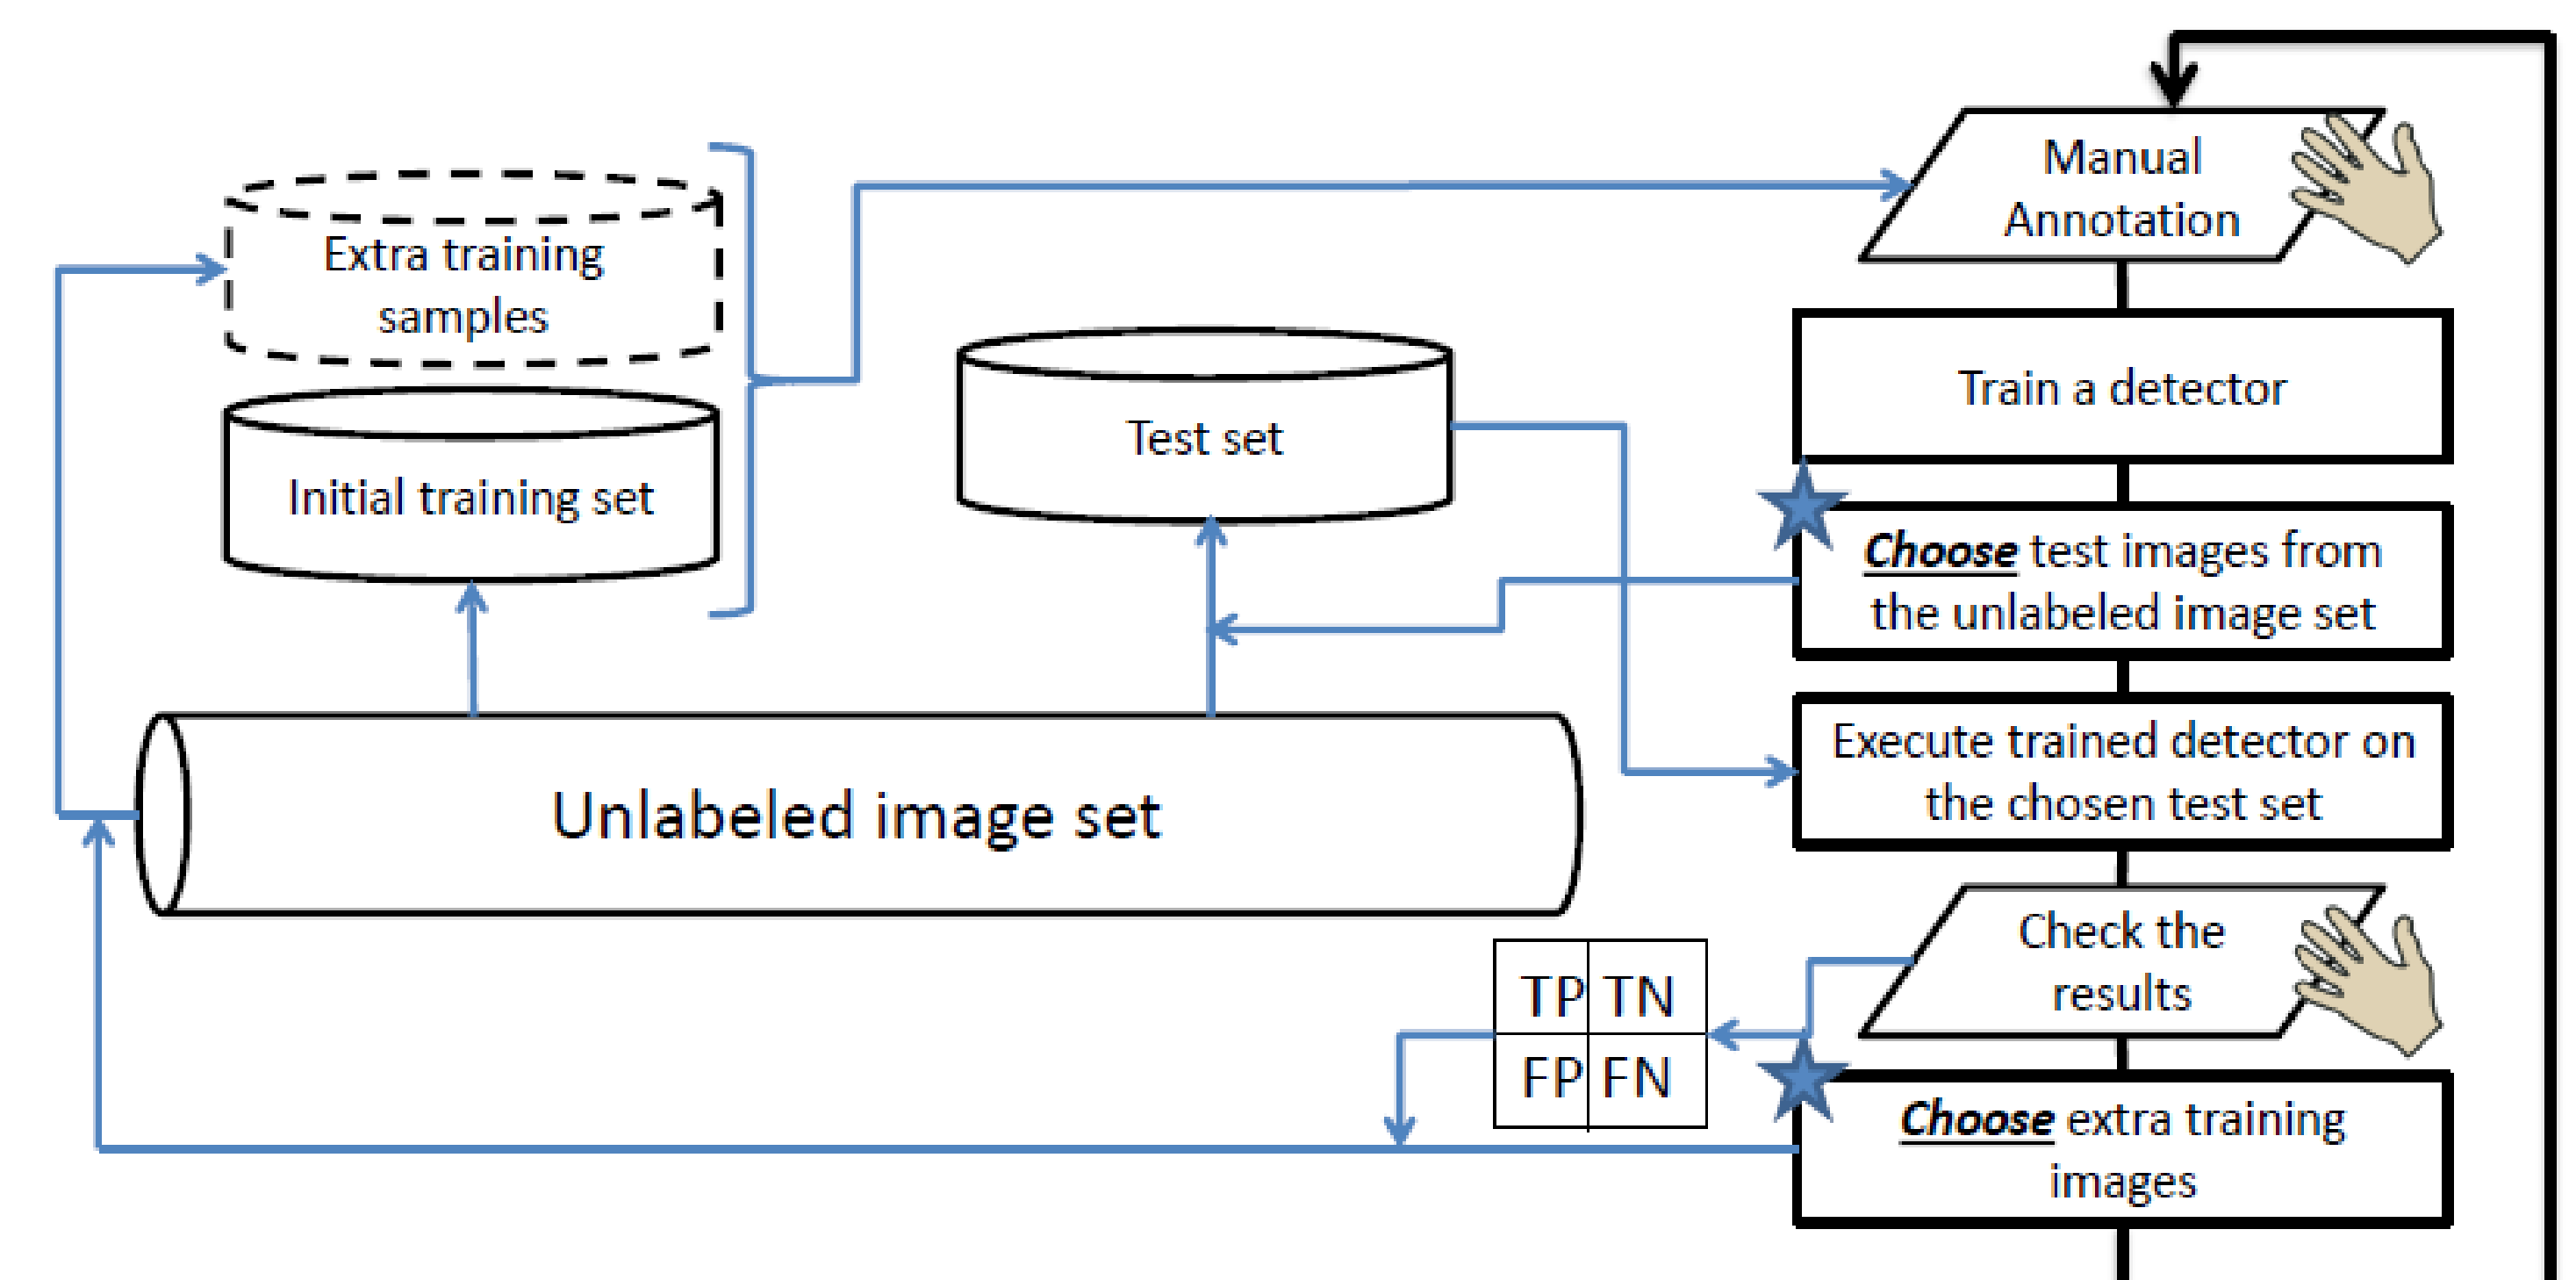 Extra training
samples
Initial training set
Test set
Unlabeled image set
Manual
Annotation
Train a detector
Choose test images from
the unlabeled image set
Execute trained detector on
the chosen test set
Check the
results
TP TN
FP FN
Choose extra training
images